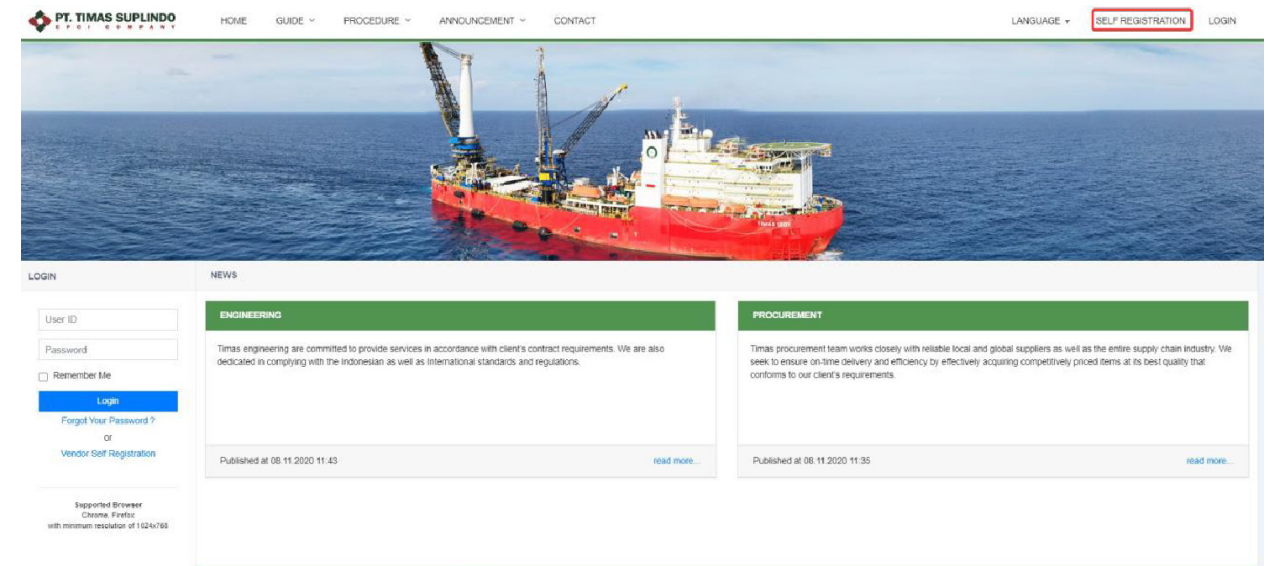 PT. TIMAS SUPLINDO
EPCI COMPANY
HOME GUIDE PROCEDURE ANNOUNCEMENT CONTACT LANGUAGE SELF REGISTRATION LOGIN
TIMAS 1201
LOGIN
NEWS
User ID
Password
Remember Me
Login
Forgot Your Password ?
or
Vendor Self Registration
Supported Browser
Chrome, Firefox
with minimum resolution of 1024x768
ENGINEERING
Timas engineering are committed to provide services in accordance with client's contract requirements. We are also
dedicated in complying with the Indonesian as well as International standards and regulations.
Published at 08.11.2020 11:43 read more...
PROCUREMENT
Timas procurement team works closely with reliable local and global suppliers as well as the entire supply chain industry. We
seek to ensure on-time delivery and efficiency by effectively acquiring competitively priced items at its best quality that
conforms to our client's requirements.
Published at 08.11.2020 11:35 read more...